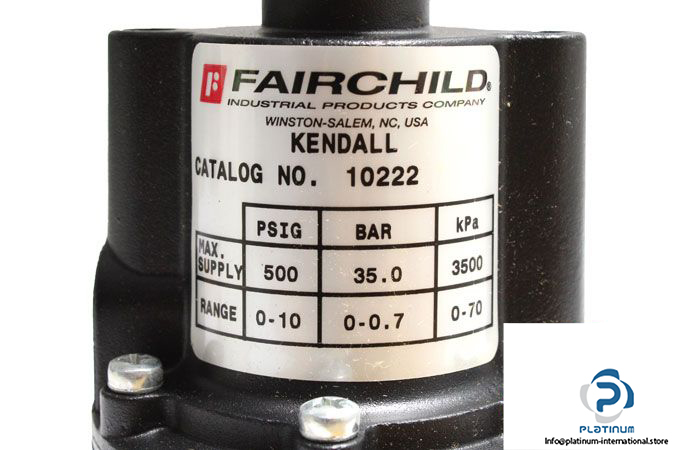 FAIRCHILD®
INDUSTRIAL PRODUCTS COMPANY
WINSTON-SALEM, NC, USA
KENDALL
CATALOG NO. 10222
PSIG BAR kPa
MAX. SUPPLY 500 35.0 3500
RANGE 0-10 0-0.7 0-70
PLATINUM
Info@platinum-international.store